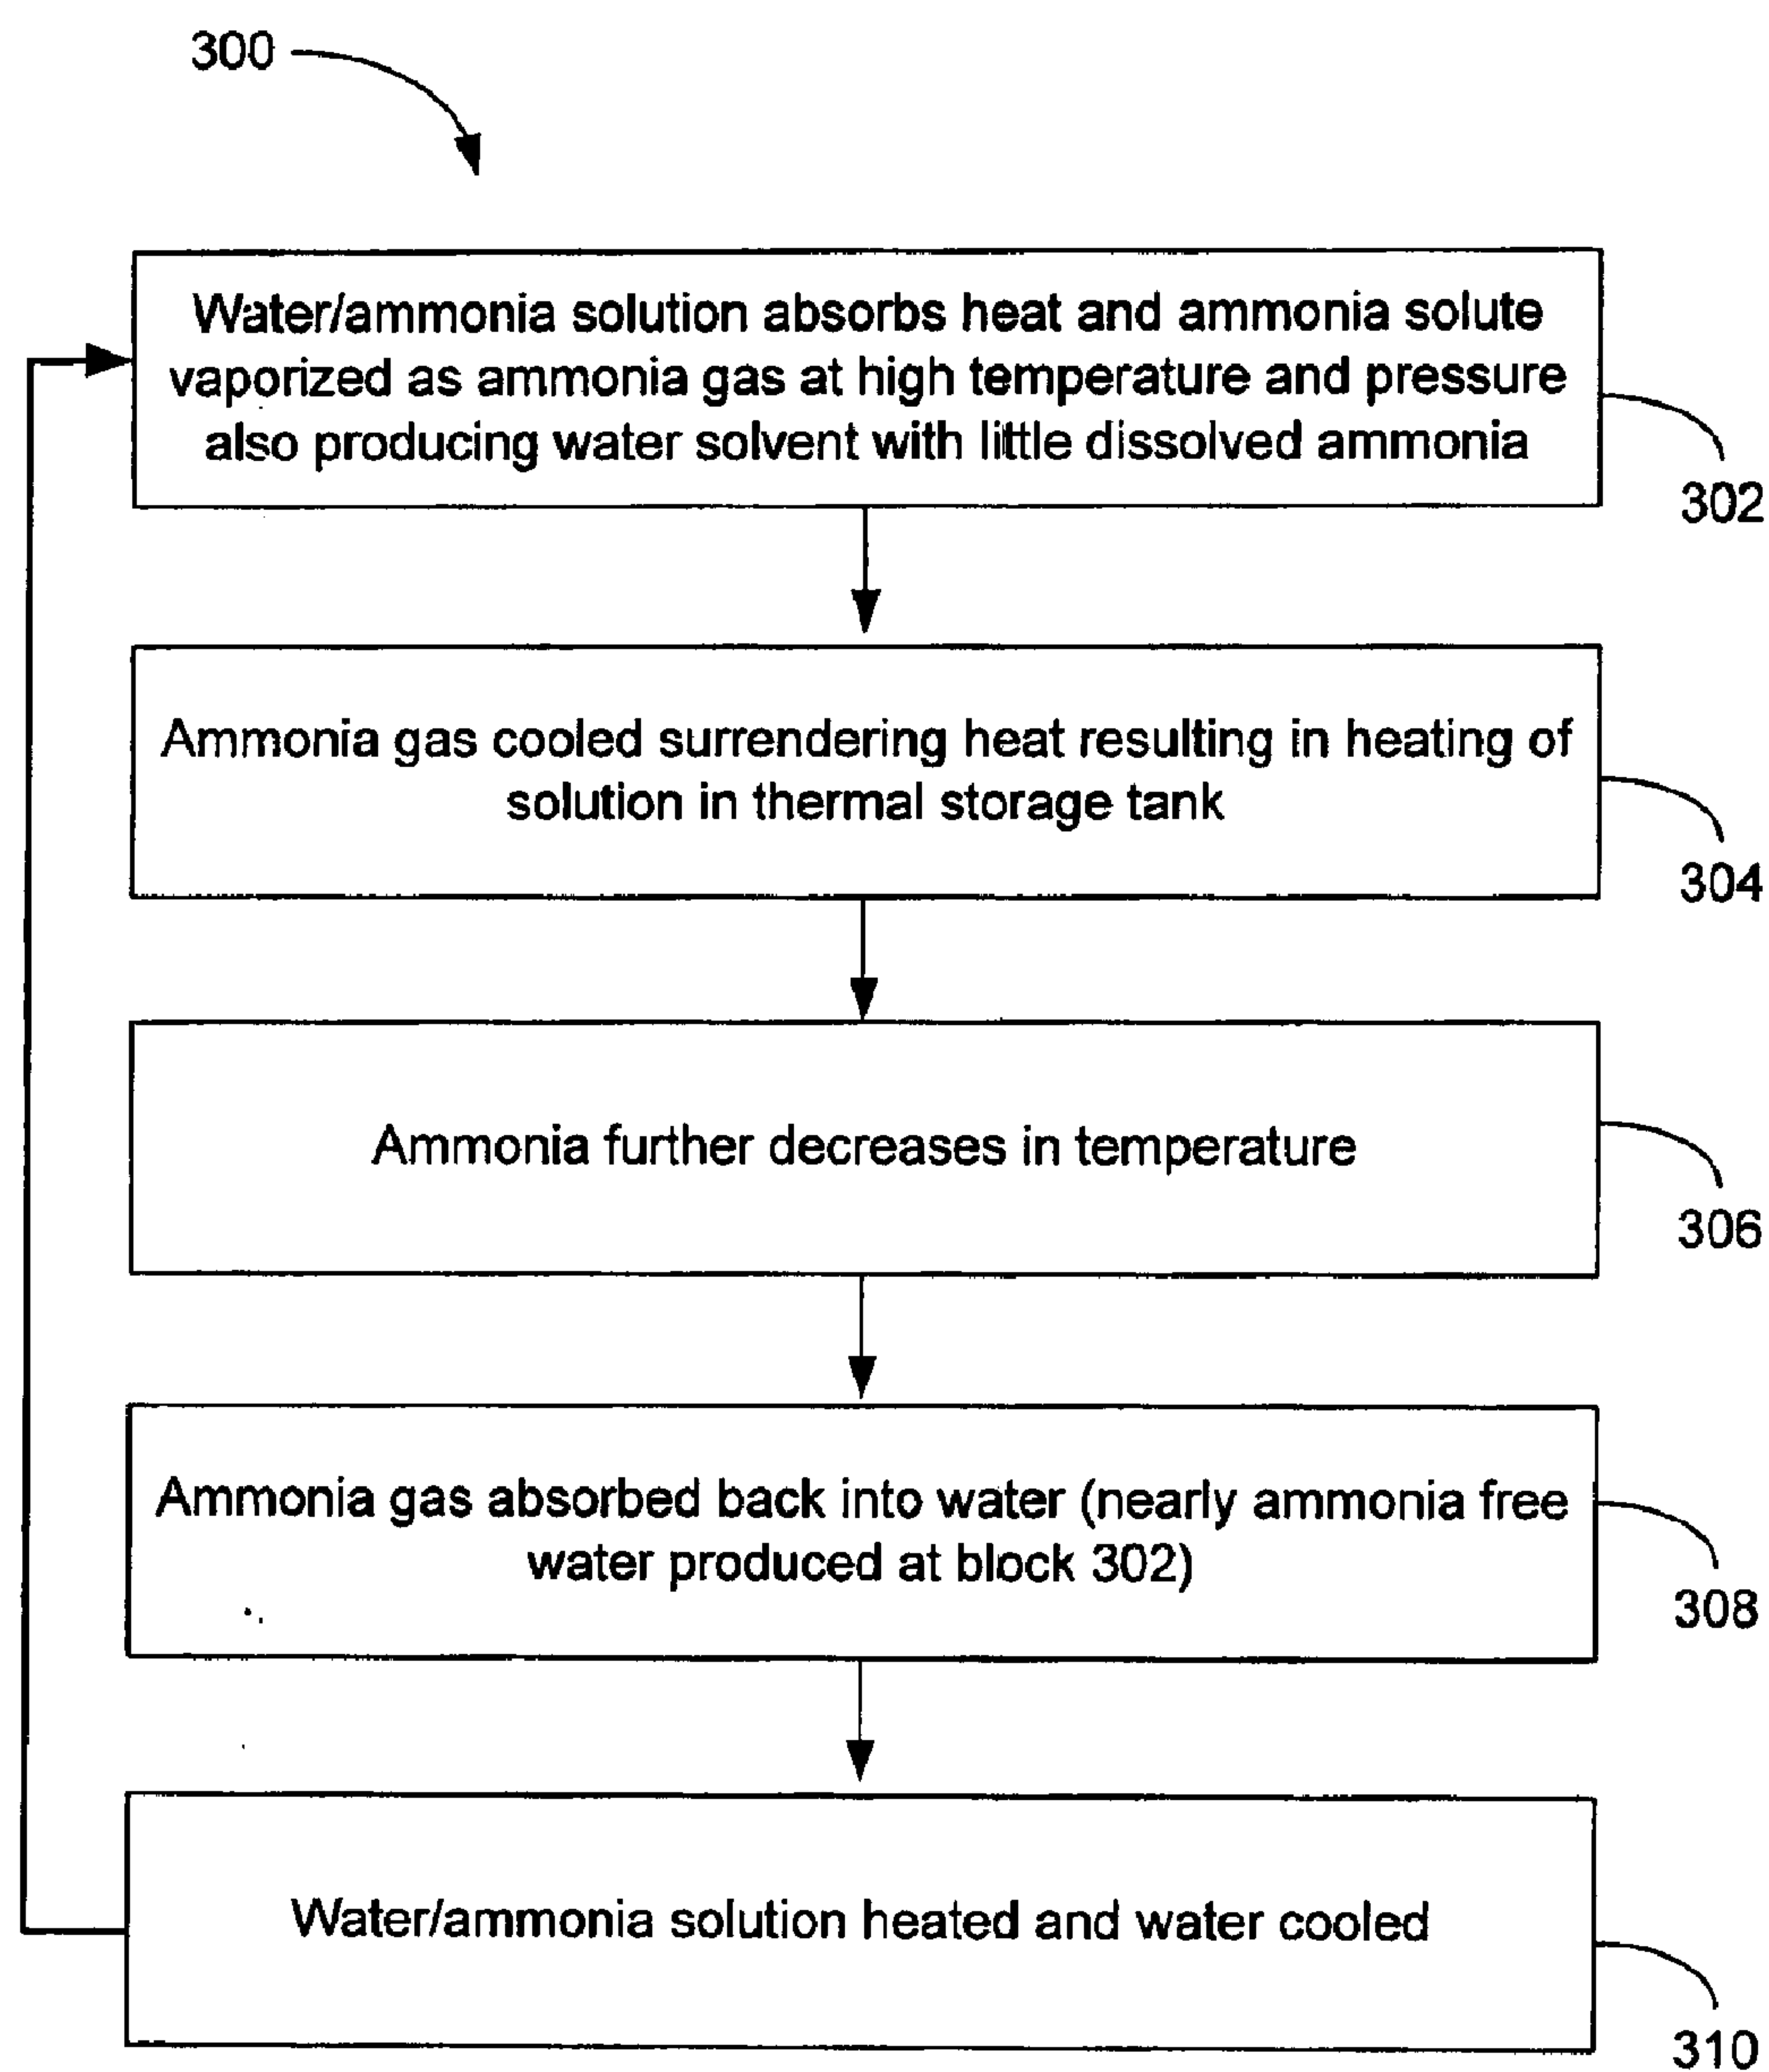 300
Water/ammonia solution absorbs heat and ammonia solute
vaporized as ammonia gas at high temperature and pressure
also producing water solvent with little dissolved ammonia
302
Ammonia gas cooled surrendering heat resulting in heating of
solution in thermal storage tank
304
Ammonia further decreases in temperature
306
Ammonia gas absorbed back into water (nearly ammonia free
water produced at block 302)
308
Water/ammonia solution heated and water cooled
310